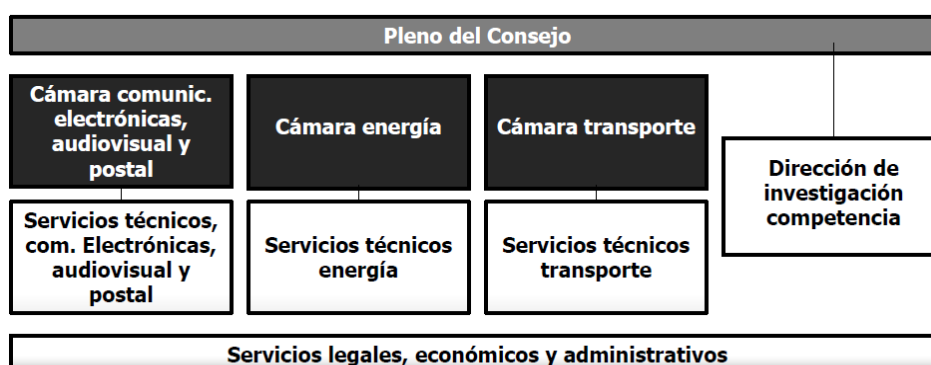 Pleno del Consejo
Cámara comunic.
electrónicas,
audiovisual y
postal
Cámara energía
Cámara transporte
Dirección de
investigación
competencia
Servicios técnicos,
com. Electrónicas,
audiovisual y
postal
Servicios técnicos
energía
Servicios técnicos
transporte
Servicios legales, económicos y administrativos